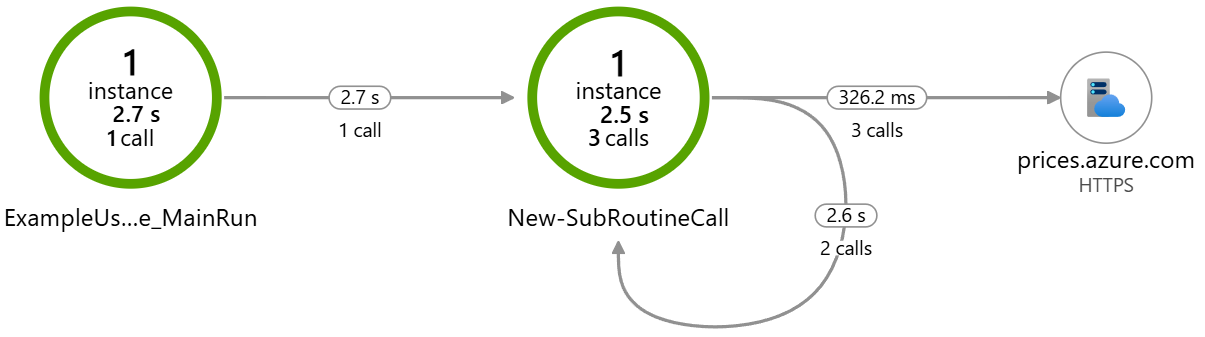 1
instance
2.7 s
1 call
ExampleUs...e_MainRun
2.7 s
1 call
1
instance
2.5 s
3 calls
New-SubRoutineCall
326.2 ms
3 calls
2.6 s
2 calls
prices.azure.com
HTTPS